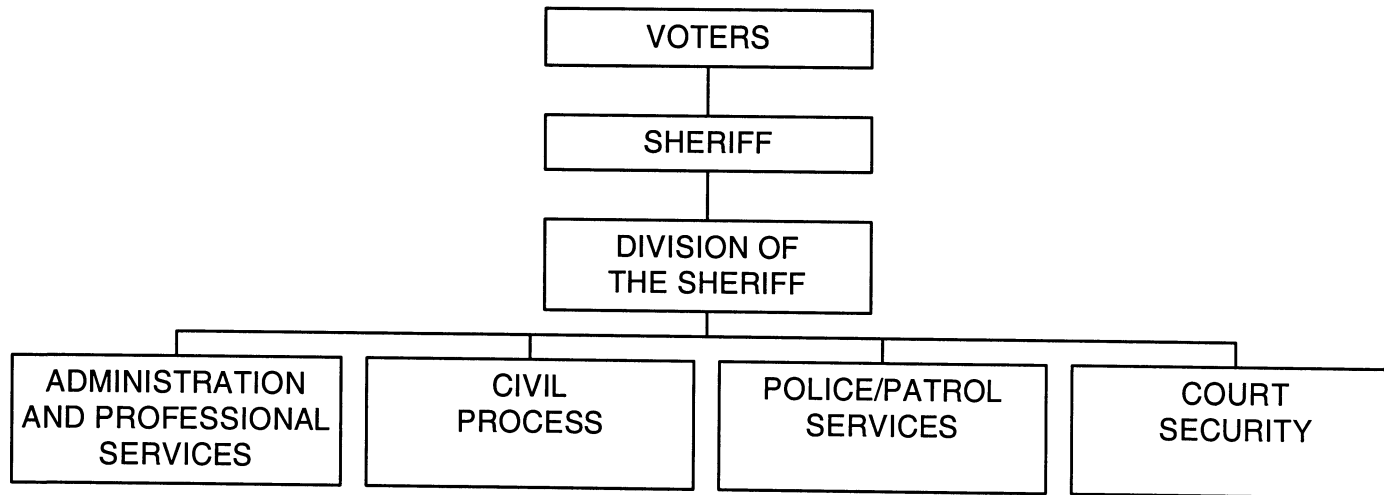 VOTERS
SHERIFF
DIVISION OF
THE SHERIFF
ADMINISTRATION
AND PROFESSIONAL
SERVICES
CIVIL
PROCESS
POLICE/PATROL
SERVICES
COURT
SECURITY